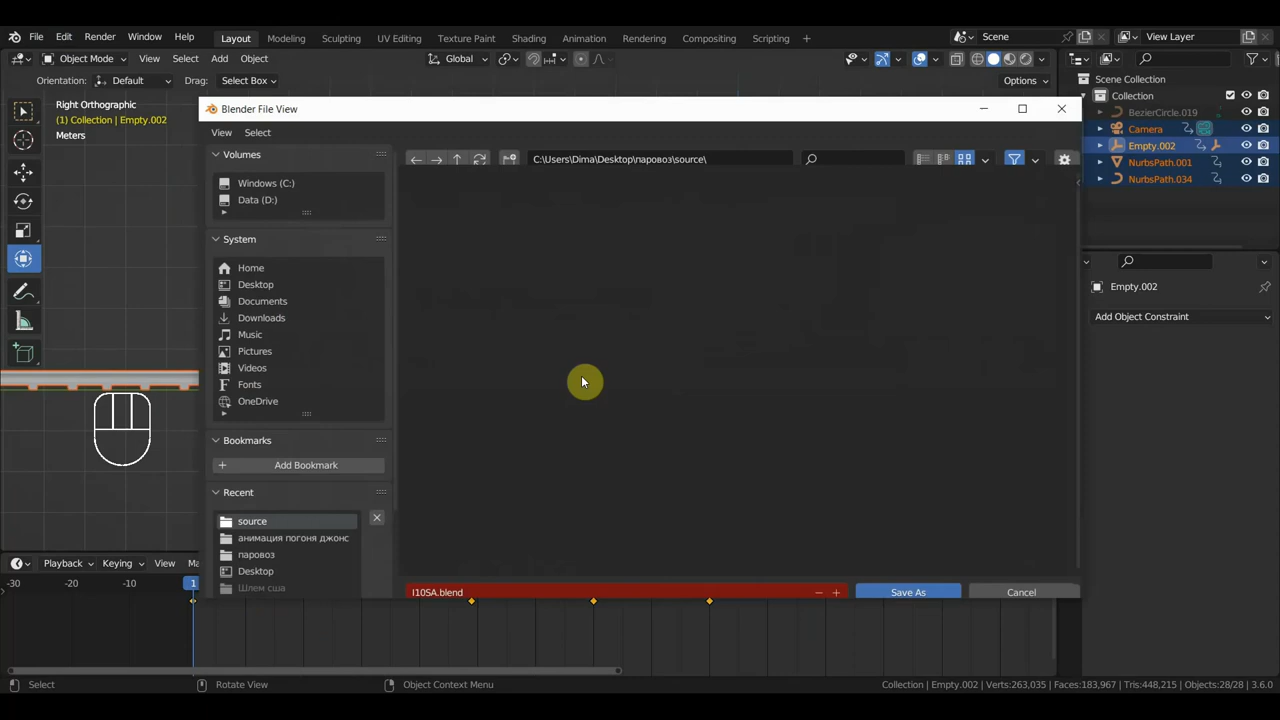 File Edit Render Window Help Layout Modeling Sculpting UV Editing Texture Paint Shading Animation Rendering Compositing Scripting + Scene View Layer
Object Mode View Select Add Object Global
Orientation: Default Drag: Select Box Options
Scene Collection
Collection
BezierCircle.019
Camera
Empty.002
NurbsPath.001
NurbsPath.034
Right Orthographic
(1) Collection | Empty.002
Meters
Blender File View
View Select
Volumes
C:\Users\Dima\Desktop\паровоз\source\
Windows (C:)
Data (D:)
System
Home
Desktop
Documents
Downloads
Music
Pictures
Videos
Fonts
OneDrive
Bookmarks
Add Bookmark
Recent
source
анимация погоня джонс
паровоз
Desktop
Шлем сша
I10SA.blend
Save As
Cancel
Empty.002
Add Object Constraint
Playback Keying View Ma
-30 -20 -10 1
Select Rotate View Object Context Menu Collection | Empty.002 | Verts:263,035 | Faces:183,967 | Tris:448,215 | Objects:28/28 | 3.6.0